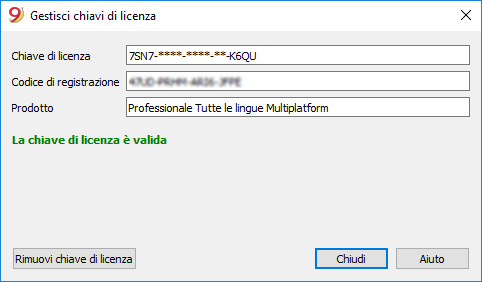 Gestisci chiavi di licenza
Chiave di licenza 7SN7-****-****-**-K6QU
Codice di registrazione
Prodotto Professionale Tutte le lingue Multiplatform
La chiave di licenza è valida
Rimuovi chiave di licenza Chiudi Aiuto